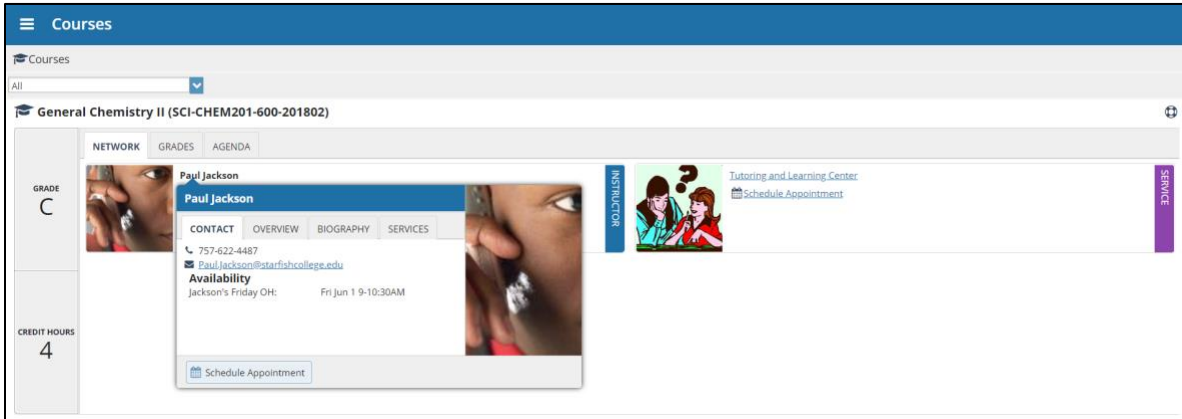 Courses
Courses
All
General Chemistry II (SCI-CHEM201-600-201802)
NETWORK GRADES AGENDA
GRADE
C
CREDIT HOURS
4
Paul Jackson
INSTRUCTOR
Paul Jackson
CONTACT OVERVIEW BIOGRAPHY SERVICES
757-622-4487
Paul.Jackson@starfishcollege.edu
Availability
Jackson's Friday OH: Fri Jun 1 9-10:30AM
Schedule Appointment
Tutoring and Learning Center
Schedule Appointment
SERVICE